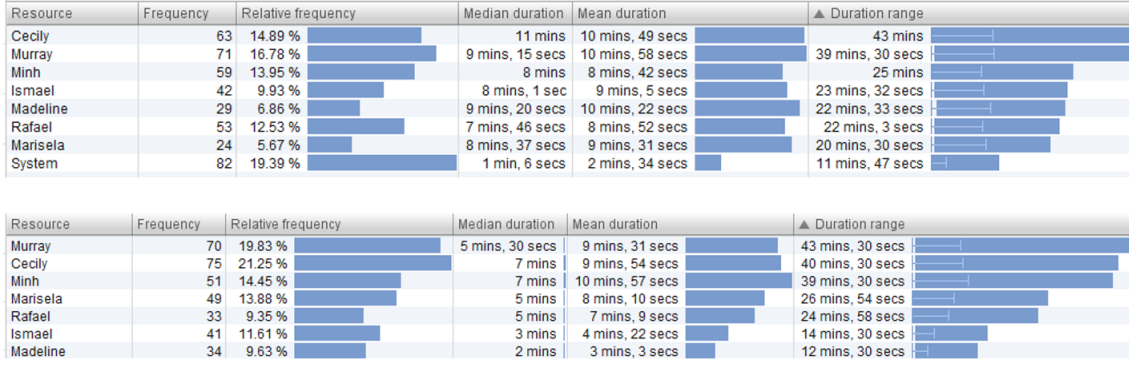 Resource Frequency Relative frequency Median duration Mean duration ▲ Duration range
Cecily 63 14.89 % 11 mins 10 mins, 49 secs 43 mins
Murray 71 16.78 % 9 mins, 15 secs 10 mins, 58 secs 39 mins, 30 secs
Minh 59 13.95 % 8 mins 8 mins, 42 secs 25 mins
Ismael 42 9.93 % 8 mins, 1 sec 9 mins, 5 secs 23 mins, 32 secs
Madeline 29 6.86 % 9 mins, 20 secs 10 mins, 22 secs 22 mins, 33 secs
Rafael 53 12.53 % 7 mins, 46 secs 8 mins, 52 secs 22 mins, 3 secs
Marisela 24 5.67 % 8 mins, 37 secs 9 mins, 31 secs 20 mins, 30 secs
System 82 19.39 % 1 min, 6 secs 2 mins, 34 secs 11 mins, 47 secs
Resource Frequency Relative frequency Median duration Mean duration ▲ Duration range
Murray 70 19.83 % 5 mins, 30 secs 9 mins, 31 secs 43 mins, 30 secs
Cecily 75 21.25 % 7 mins 9 mins, 54 secs 40 mins, 30 secs
Minh 51 14.45 % 7 mins 10 mins, 57 secs 39 mins, 30 secs
Marisela 49 13.88 % 5 mins 8 mins, 10 secs 26 mins, 54 secs
Rafael 33 9.35 % 5 mins 7 mins, 9 secs 24 mins, 58 secs
Ismael 41 11.61 % 3 mins 4 mins, 22 secs 14 mins, 30 secs
Madeline 34 9.63 % 2 mins 3 mins, 3 secs 12 mins, 30 secs